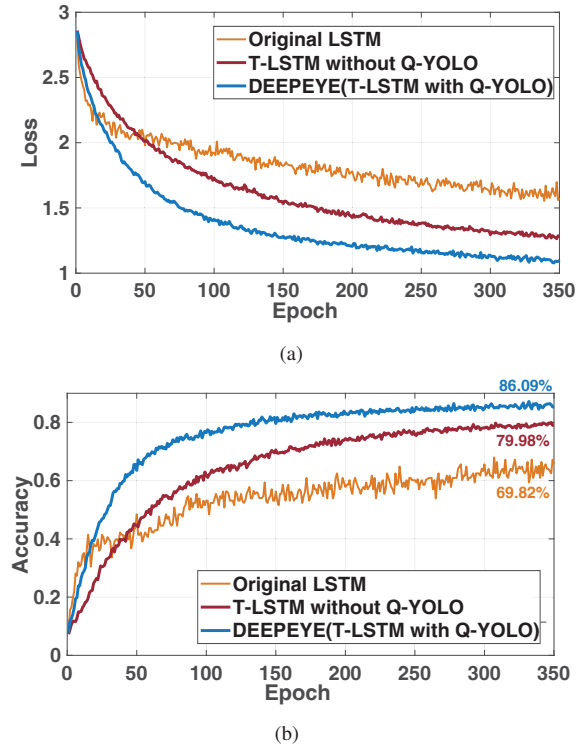 3
2.5
2
1.5
1
Loss
Original LSTM
T-LSTM without Q-YOLO
DEEPEYE(T-LSTM with Q-YOLO)
0 50 100 150 200 250 300 350
Epoch
(a)
86.09%
79.98%
69.82%
0.8
0.6
0.4
0.2
0
Accuracy
Original LSTM
T-LSTM without Q-YOLO
DEEPEYE(T-LSTM with Q-YOLO)
0 50 100 150 200 250 300 350
Epoch
(b)